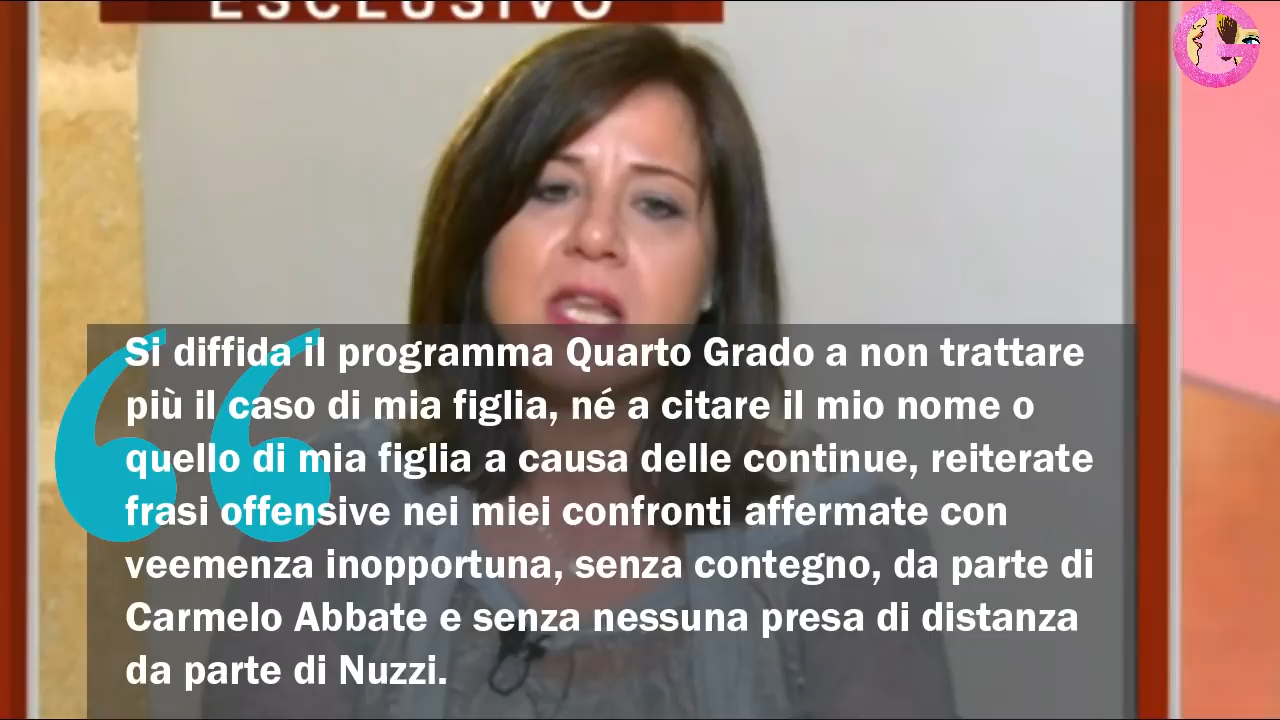 ESCLUSIVO
Si diffida il programma Quarto Grado a non trattare
più il caso di mia figlia, né a citare il mio nome o
quello di mia figlia a causa delle continue, reiterate
frasi offensive nei miei confronti affermate con
veemenza inopportuna, senza contegno, da parte di
Carmelo Abbate e senza nessuna presa di distanza
da parte di Nuzzi.